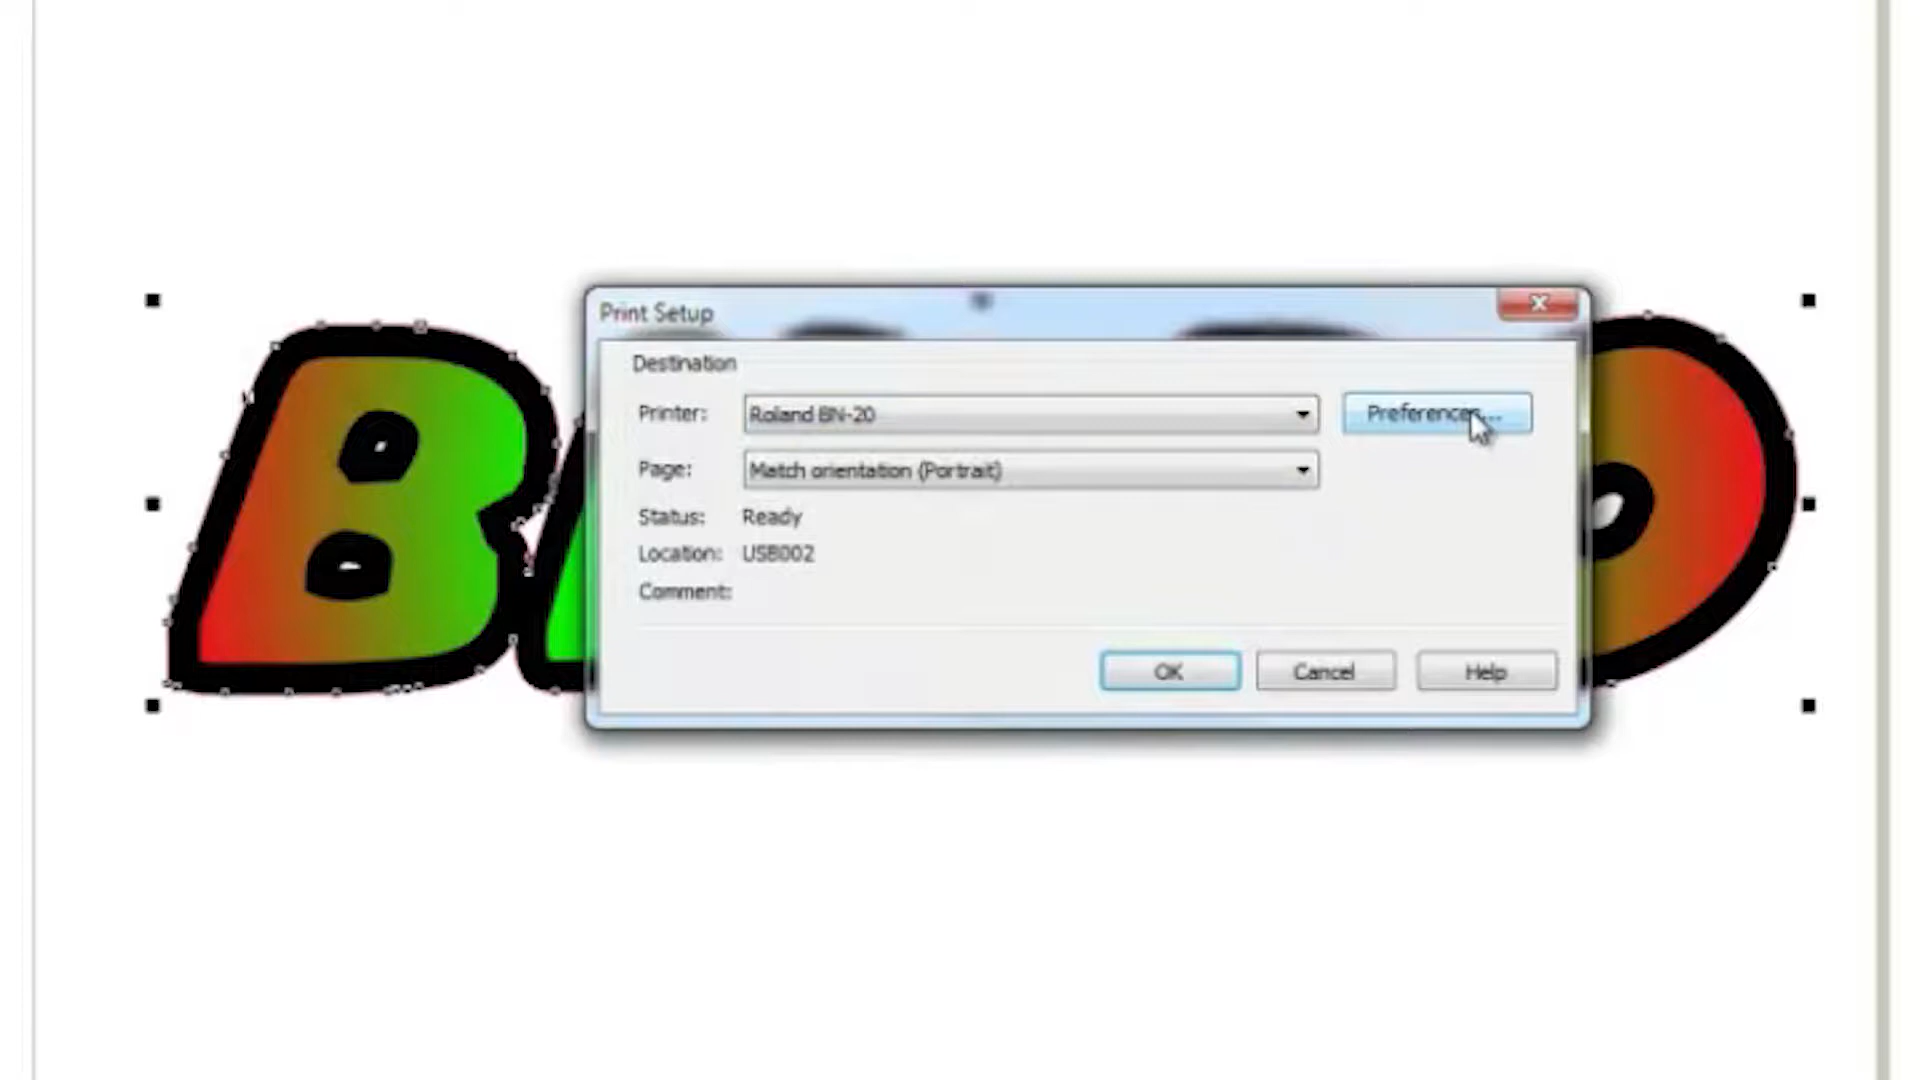 Print Setup
Destination
Printer: Roland BN-20 Preferences...
Page: Match orientation (Portrait)
Status: Ready
Location: USB002
Comment:
OK Cancel Help
B